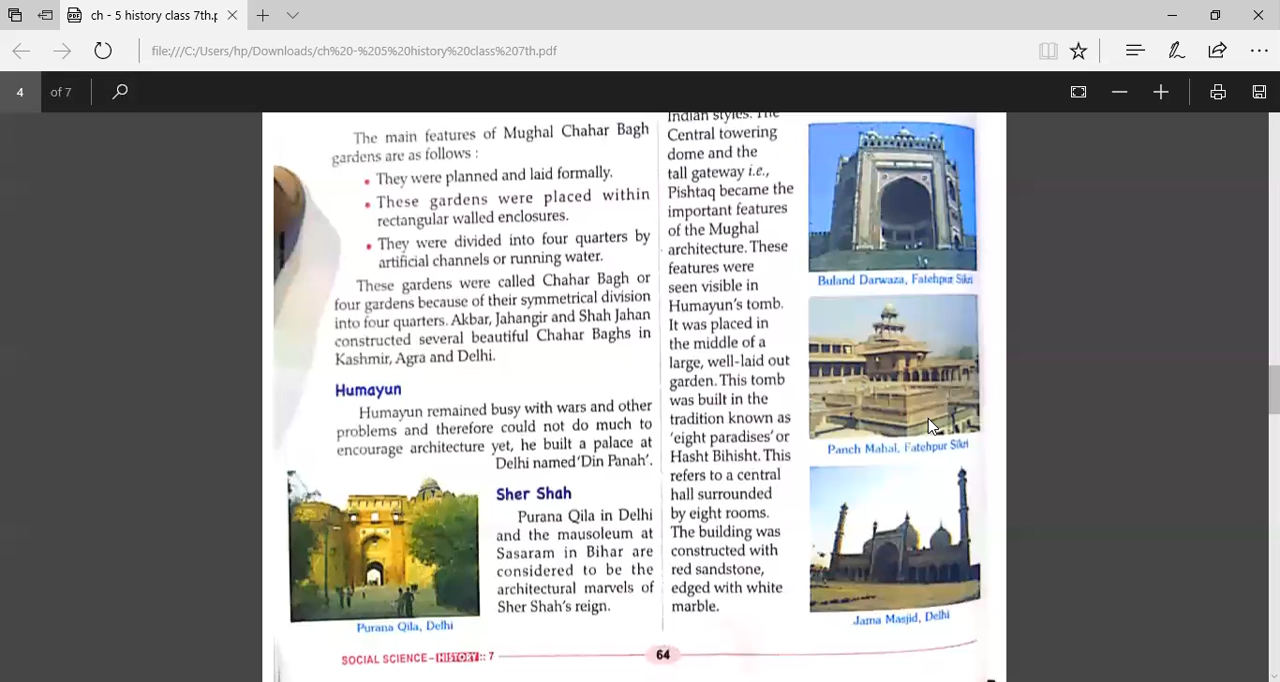 ch - 5 history class 7th.p
file:///C:/Users/hp/Downloads/ch%20-%205%20history%20class%207th.pdf
4 of 7
The main features of Mughal Chahar Bagh
gardens are as follows :
• They were planned and laid formally.
• These gardens were placed within
rectangular walled enclosures.
• They were divided into four quarters by
artificial channels or running water.
These gardens were called Chahar Bagh or
four gardens because of their symmetrical division
into four quarters. Akbar, Jahangir and Shah Jahan
constructed several beautiful Chahar Baghs in
Kashmir, Agra and Delhi.
Humayun
Humayun remained busy with wars and other
problems and therefore could not do much to
encourage architecture yet, he built a palace at
Delhi named 'Din Panah'.
Sher Shah
Purana Qila in Delhi
and the mausoleum at
Sasaram in Bihar are
considered to be the
architectural marvels of
Sher Shah's reign.
Purana Qila, Delhi
Indian styles. The
Central towering
dome and the
tall gateway i.e.,
Pishtaq became the
important features
of the Mughal
architecture. These
features were
seen visible in
Humayun's tomb.
It was placed in
the middle of a
large, well-laid out
garden. This tomb
was built in the
tradition known as
'eight paradises' or
Hasht Bihisht. This
refers to a central
hall surrounded
by eight rooms.
The building was
constructed with
red sandstone,
edged with white
marble.
Buland Darwaza, Fatehpur Sikri
Panch Mahal, Fatehpur Sikri
Jama Masjid, Delhi
SOCIAL SCIENCE–HISTORY:: 7
64